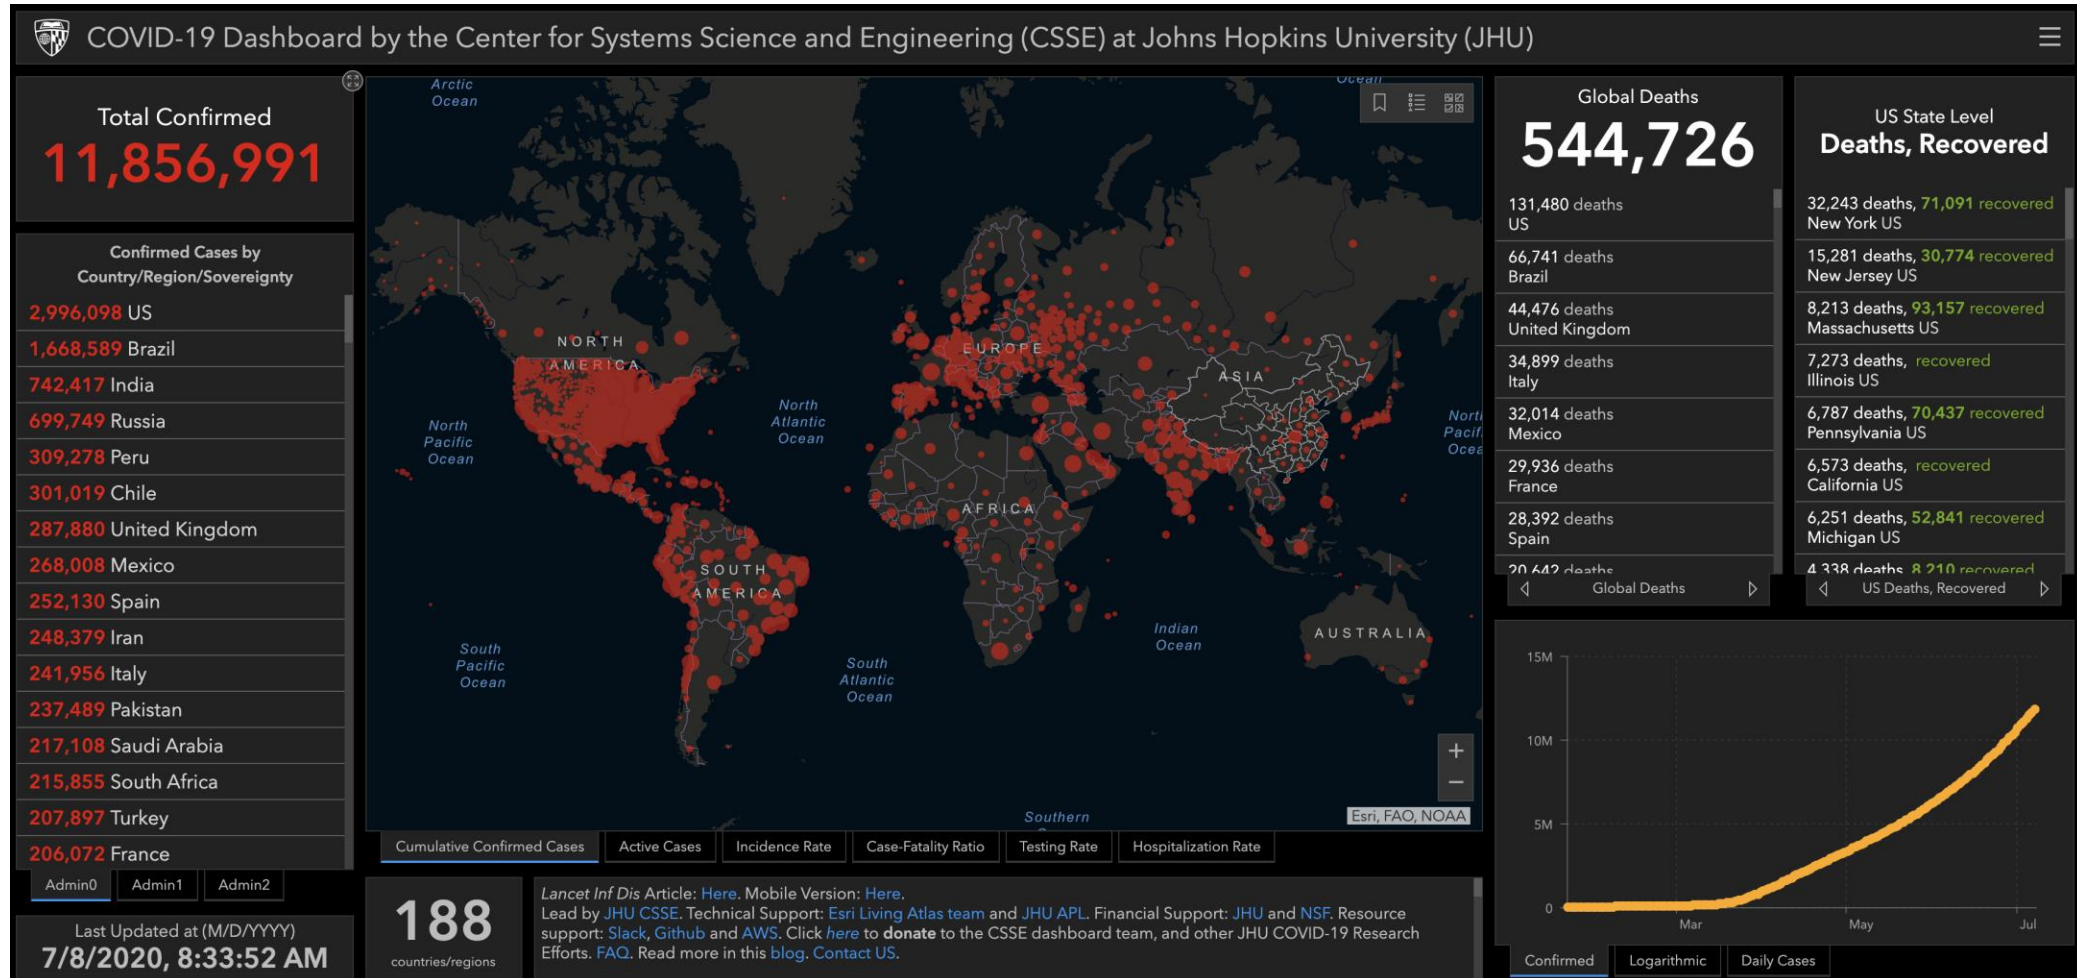 COVID-19 Dashboard by the Center for Systems Science and Engineering (CSSE) at Johns Hopkins University (JHU)
Total Confirmed
11,856,991
Confirmed Cases by
Country/Region/Sovereignty
2,996,098 US
1,668,589 Brazil
742,417 India
699,749 Russia
309,278 Peru
301,019 Chile
287,880 United Kingdom
268,008 Mexico
252,130 Spain
248,379 Iran
241,956 Italy
237,489 Pakistan
217,108 Saudi Arabia
215,855 South Africa
207,897 Turkey
206,072 France
Admin0 Admin1 Admin2
Last Updated at (M/D/YYYY)
7/8/2020, 8:33:52 AM
Arctic
Ocean
Ocean
NORTH
AMERICA
EUROPE
ASIA
North
Pacific
Ocean
North
Atlantic
Ocean
North
Pacif
Ocea
AFRICA
SOUTH
AMERICA
Indian
Ocean
AUSTRALIA
South
Pacific
Ocean
South
Atlantic
Ocean
Southern
+
−
Esri, FAO, NOAA
Cumulative Confirmed Cases Active Cases Incidence Rate Case-Fatality Ratio Testing Rate Hospitalization Rate
188
countries/regions
Lancet Inf Dis Article: Here. Mobile Version: Here.
Lead by JHU CSSE. Technical Support: Esri Living Atlas team and JHU APL. Financial Support: JHU and NSF. Resource
support: Slack, Github and AWS. Click here to donate to the CSSE dashboard team, and other JHU COVID-19 Research
Efforts. FAQ. Read more in this blog. Contact US.
Global Deaths
544,726
131,480 deaths
US
66,741 deaths
Brazil
44,476 deaths
United Kingdom
34,899 deaths
Italy
32,014 deaths
Mexico
29,936 deaths
France
28,392 deaths
Spain
20,642 deaths
Global Deaths
US State Level
Deaths, Recovered
32,243 deaths, 71,091 recovered
New York US
15,281 deaths, 30,774 recovered
New Jersey US
8,213 deaths, 93,157 recovered
Massachusetts US
7,273 deaths, recovered
Illinois US
6,787 deaths, 70,437 recovered
Pennsylvania US
6,573 deaths, recovered
California US
6,251 deaths, 52,841 recovered
Michigan US
4,338 deaths, 8,210 recovered
US Deaths, Recovered
15M
10M
5M
0
Mar May Jul
Confirmed Logarithmic Daily Cases